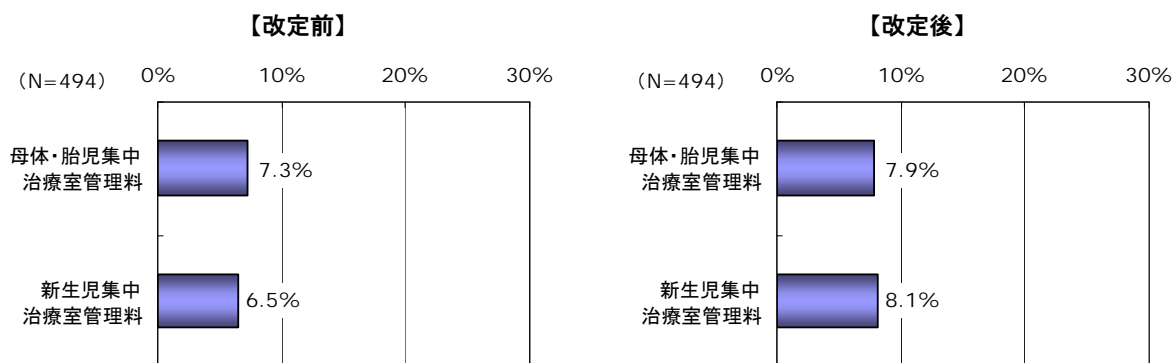 【改定前】
（N=494）
0%
10%
20%
30%
母体・胎児集中
治療室管理料
7.3%
新生児集中
治療室管理料
6.5%
【改定後】
（N=494）
0%
10%
20%
30%
母体・胎児集中
治療室管理料
7.9%
新生児集中
治療室管理料
8.1%